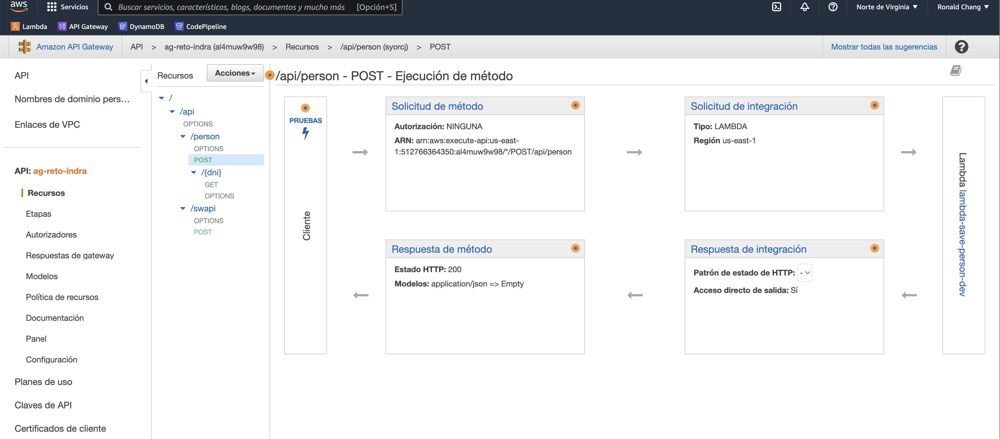 aws
Servicios
Buscar servicios, características, blogs, documentos y mucho más [Opción+S]
Norte de Virginia
Ronald Chang
Lambda
API Gateway
DynamoDB
CodePipeline
Amazon API Gateway
API > ag-reto-indra (al4muw9w98) > Recursos > /api/person (syorcj) > POST
Mostrar todas las sugerencias
API
Nombres de dominio pers...
Enlaces de VPC
API: ag-reto-indra
Recursos
Etapas
Autorizadores
Respuestas de gateway
Modelos
Política de recursos
Documentación
Panel
Configuración
Planes de uso
Claves de API
Certificados de cliente
Recursos
Acciones
/
/api
OPTIONS
/person
OPTIONS
POST
/{dni}
GET
OPTIONS
/swapi
OPTIONS
POST
/api/person - POST - Ejecución de método
PRUEBAS
Cliente
Solicitud de método
Autorización: NINGUNA
ARN: arn:aws:execute-api:us-east-
1:512766364350:al4muw9w98/*/POST/api/person
Solicitud de integración
Tipo: LAMBDA
Región us-east-1
Respuesta de método
Estado HTTP: 200
Modelos: application/json => Empty
Respuesta de integración
Patrón de estado de HTTP: -
Acceso directo de salida: Sí
Lambda lambda-save-person-dev